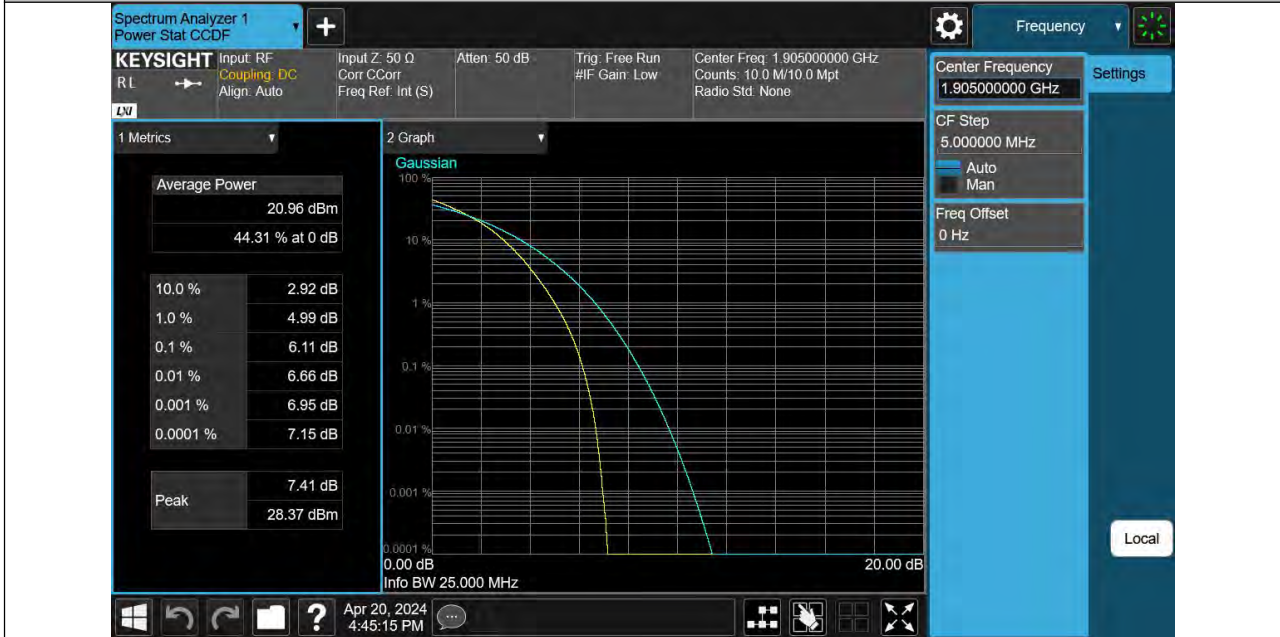 Spectrum Analyzer 1
Power Stat CCDF
+
Frequency
KEYSIGHT
RL
LXI
Input: RF
Coupling: DC
Align: Auto
Input Z: 50 Ω
Corr CCorr
Freq Ref: Int (S)
Atten: 50 dB
Trig: Free Run
#IF Gain: Low
Center Freq: 1.905000000 GHz
Counts: 10.0 M/10.0 Mpt
Radio Std: None
Center Frequency
1.905000000 GHz
Settings
CF Step
5.000000 MHz
Auto
Man
Freq Offset
0 Hz
1 Metrics
Average Power
20.96 dBm
44.31 % at 0 dB
10.0 % 2.92 dB
1.0 % 4.99 dB
0.1 % 6.11 dB
0.01 % 6.66 dB
0.001 % 6.95 dB
0.0001 % 7.15 dB
Peak
7.41 dB
28.37 dBm
2 Graph
Gaussian
100 %
10 %
1 %
0.1 %
0.01 %
0.001 %
0.0001 %
0.00 dB 20.00 dB
Info BW 25.000 MHz
Local
?
Apr 20, 2024
4:45:15 PM